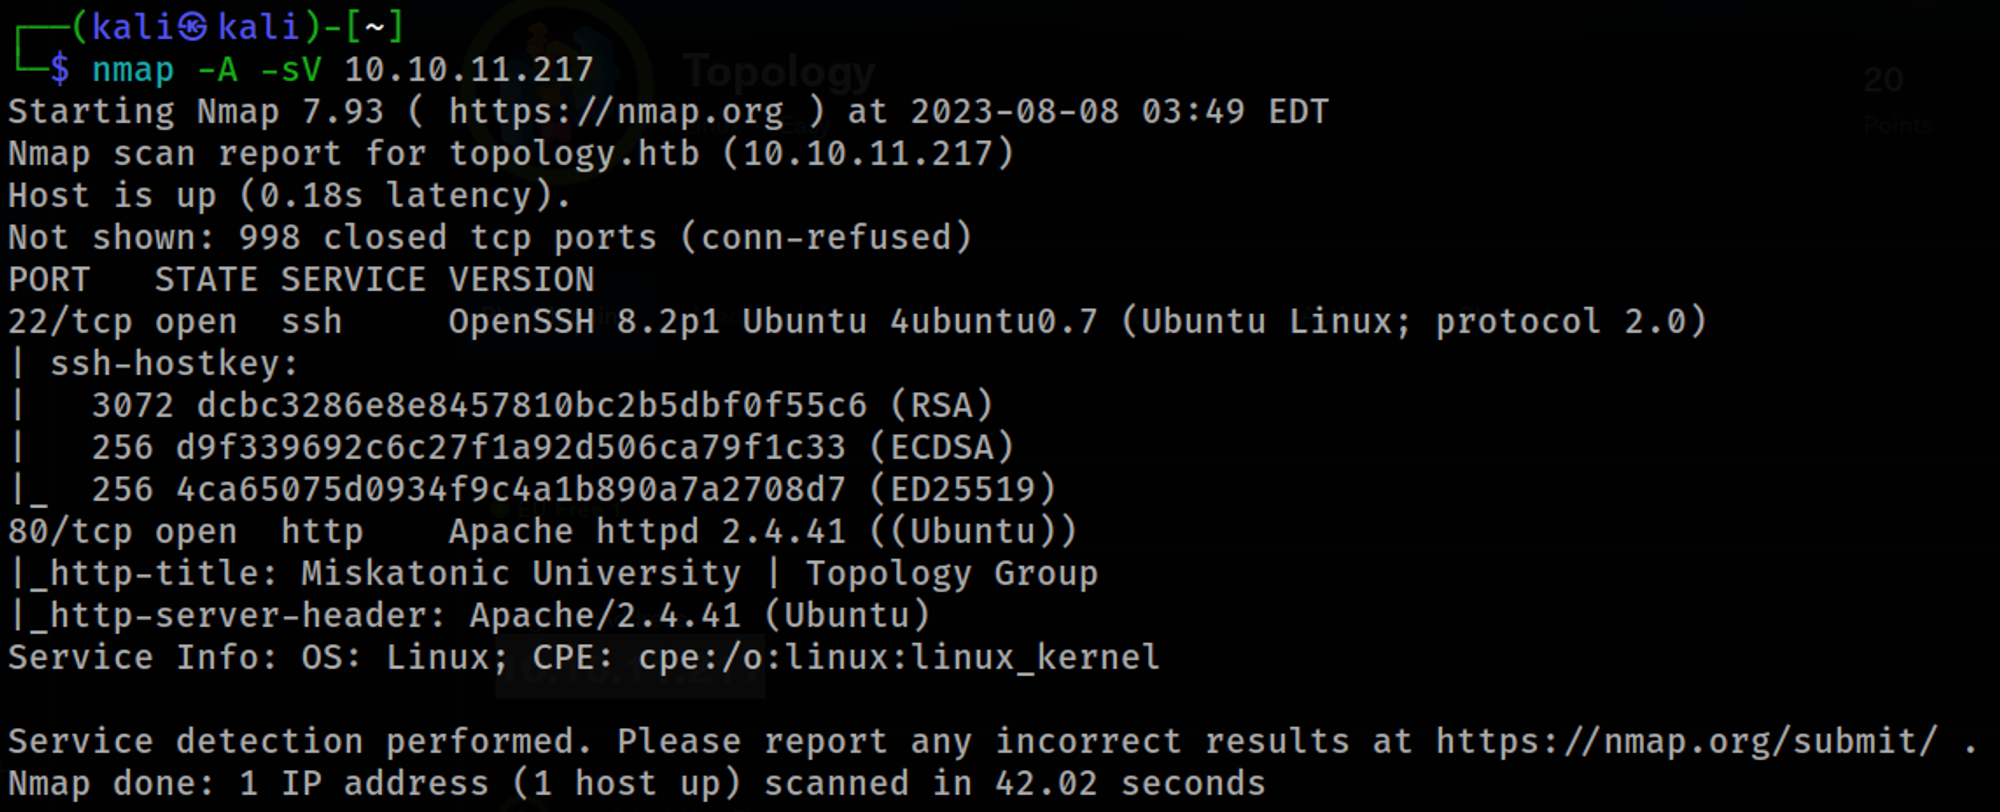 ┌──(kali㉿kali)-[~]
└─$ nmap -A -sV 10.10.11.217
Starting Nmap 7.93 ( https://nmap.org ) at 2023-08-08 03:49 EDT
Nmap scan report for topology.htb (10.10.11.217)
Host is up (0.18s latency).
Not shown: 998 closed tcp ports (conn-refused)
PORT   STATE SERVICE VERSION
22/tcp open  ssh     OpenSSH 8.2p1 Ubuntu 4ubuntu0.7 (Ubuntu Linux; protocol 2.0)
| ssh-hostkey:
|   3072 dcbc3286e8e8457810bc2b5dbf0f55c6 (RSA)
|   256 d9f339692c6c27f1a92d506ca79f1c33 (ECDSA)
|_  256 4ca65075d0934f9c4a1b890a7a2708d7 (ED25519)
80/tcp open  http    Apache httpd 2.4.41 ((Ubuntu))
|_http-title: Miskatonic University | Topology Group
|_http-server-header: Apache/2.4.41 (Ubuntu)
Service Info: OS: Linux; CPE: cpe:/o:linux:linux_kernel
Service detection performed. Please report any incorrect results at https://nmap.org/submit/ .
Nmap done: 1 IP address (1 host up) scanned in 42.02 seconds
Topology
20
Points